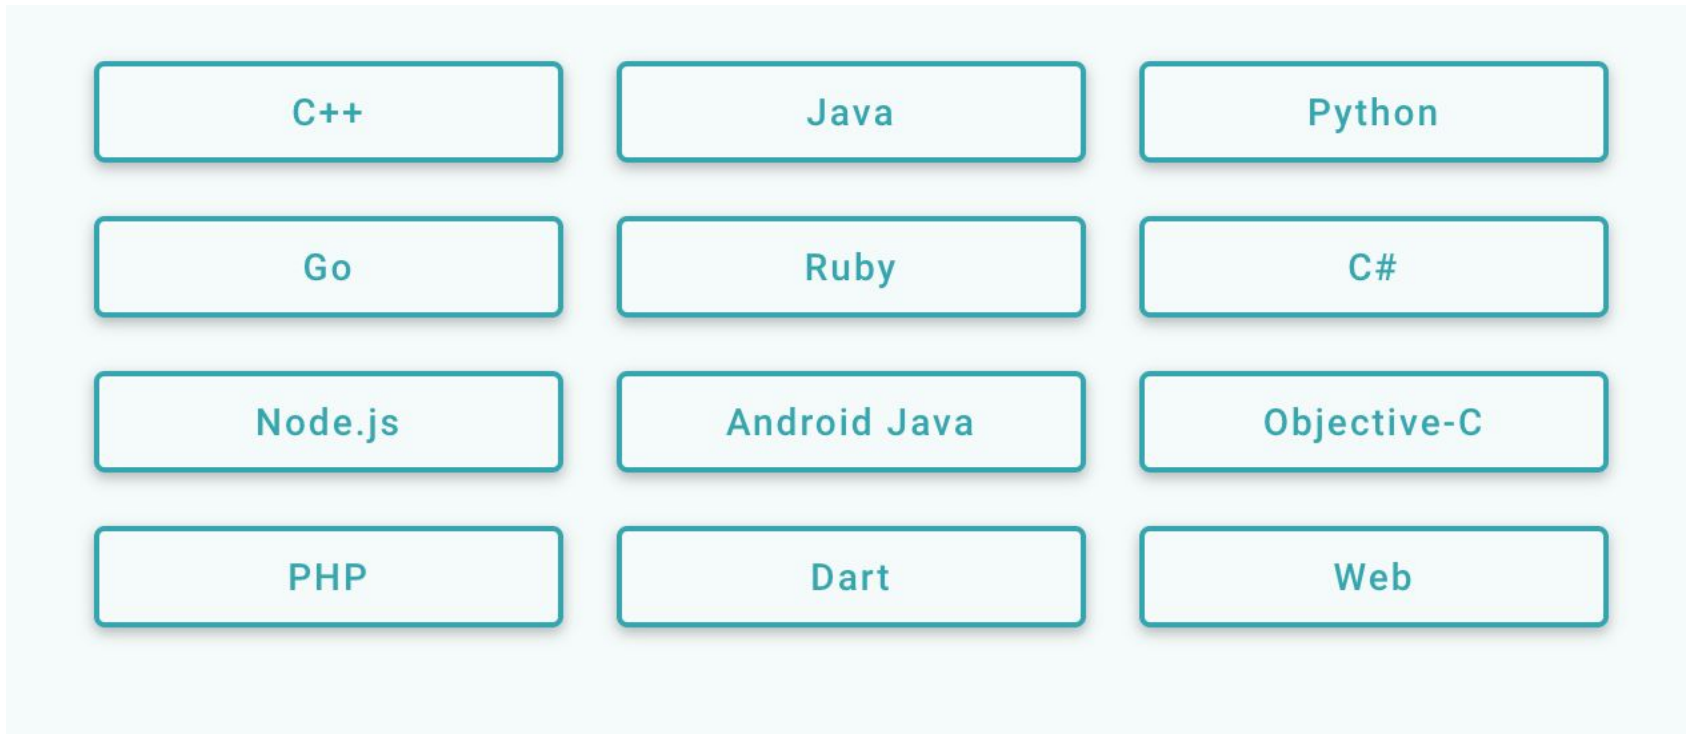 C++
Java
Python
Go
Ruby
C#
Node.js
Android Java
Objective-C
PHP
Dart
Web